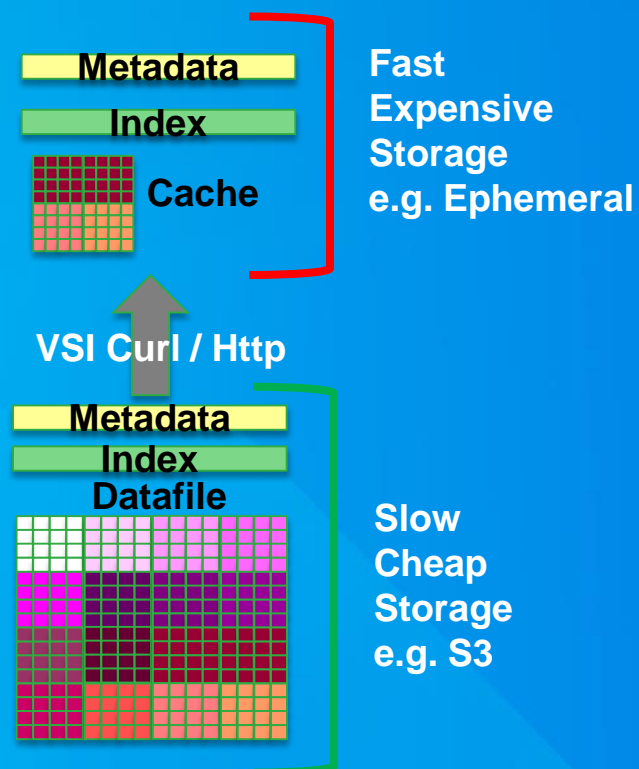 Metadata
Index
Cache
Fast
Expensive
Storage
e.g. Ephemeral
VSI Curl / Http
Metadata
Index
Datafile
Slow
Cheap
Storage
e.g. S3